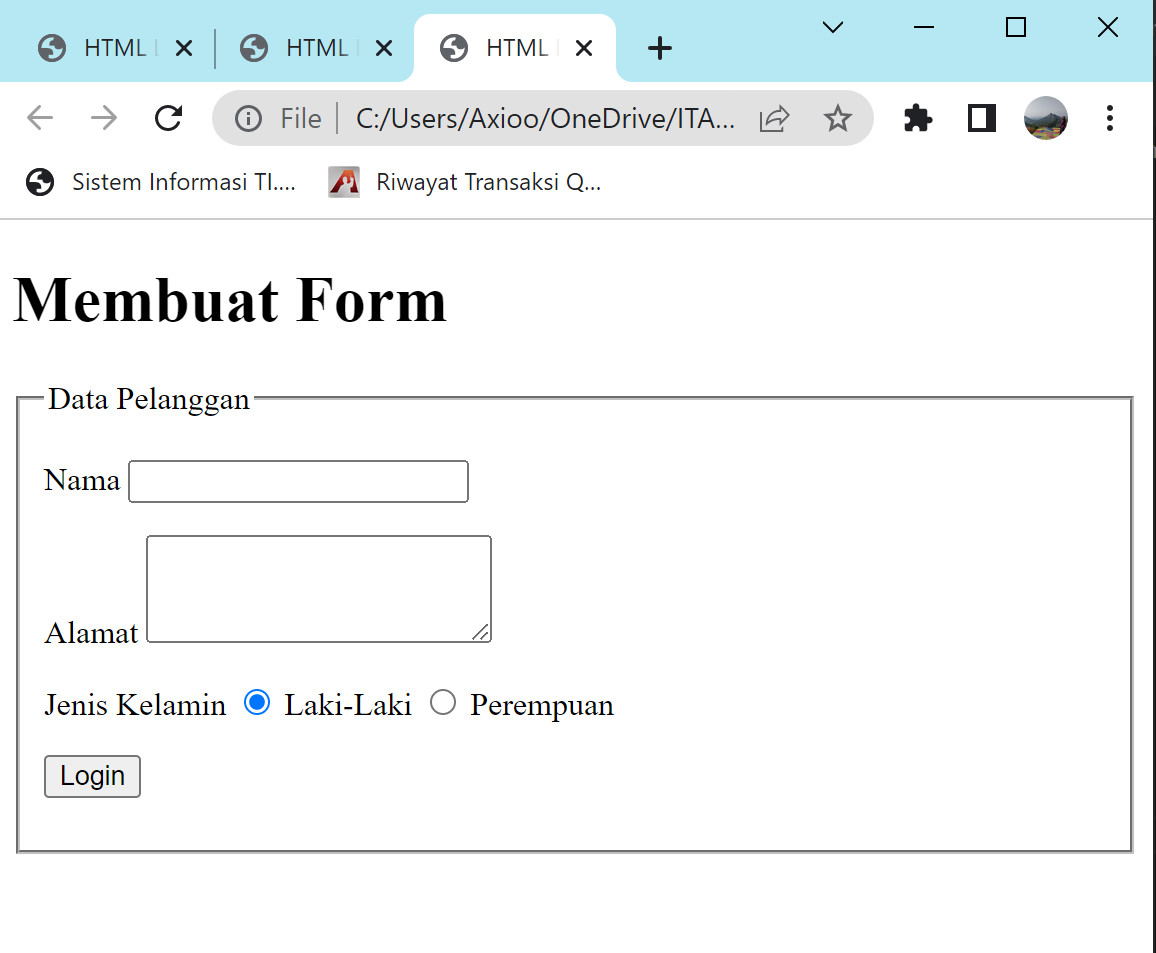 HTML HTML HTML
File C:/Users/Axioo/OneDrive/ITA...
Sistem Informasi TI.... Riwayat Transaksi Q...
Membuat Form
Data Pelanggan
Nama
Alamat
Jenis Kelamin Laki-Laki Perempuan
Login